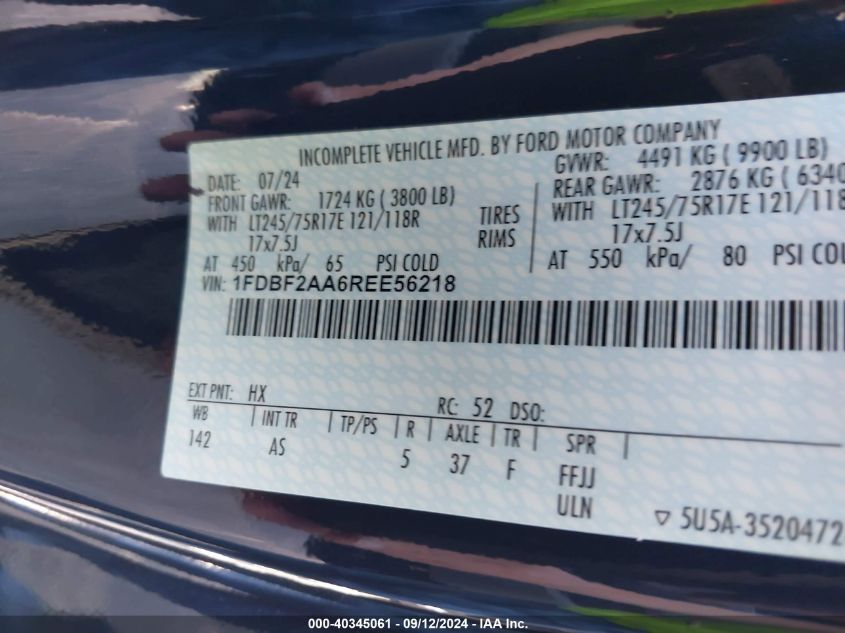 INCOMPLETE VEHICLE MFD. BY FORD MOTOR COMPANY
DATE: 07/24 GVWR: 4491 KG ( 9900 LB)
FRONT GAWR: 1724 KG ( 3800 LB) REAR GAWR: 2876 KG ( 6340
WITH LT245/75R17E 121/118R TIRES WITH LT245/75R17E 121/118
17x7.5J RIMS 17x7.5J
AT 450 kPa/ 65 PSI COLD AT 550 kPa/ 80 PSI COL
VIN: 1FDBF2AA6REE56218
EXT PNT: HX RC: 52 DSO:
WB | INT TR | TP/PS | R | AXLE | TR | SPR |
142 AS 5 37 F FFJJ
ULN ▽ 5U5A-3520472
000-40345061 - 09/12/2024 - IAA Inc.